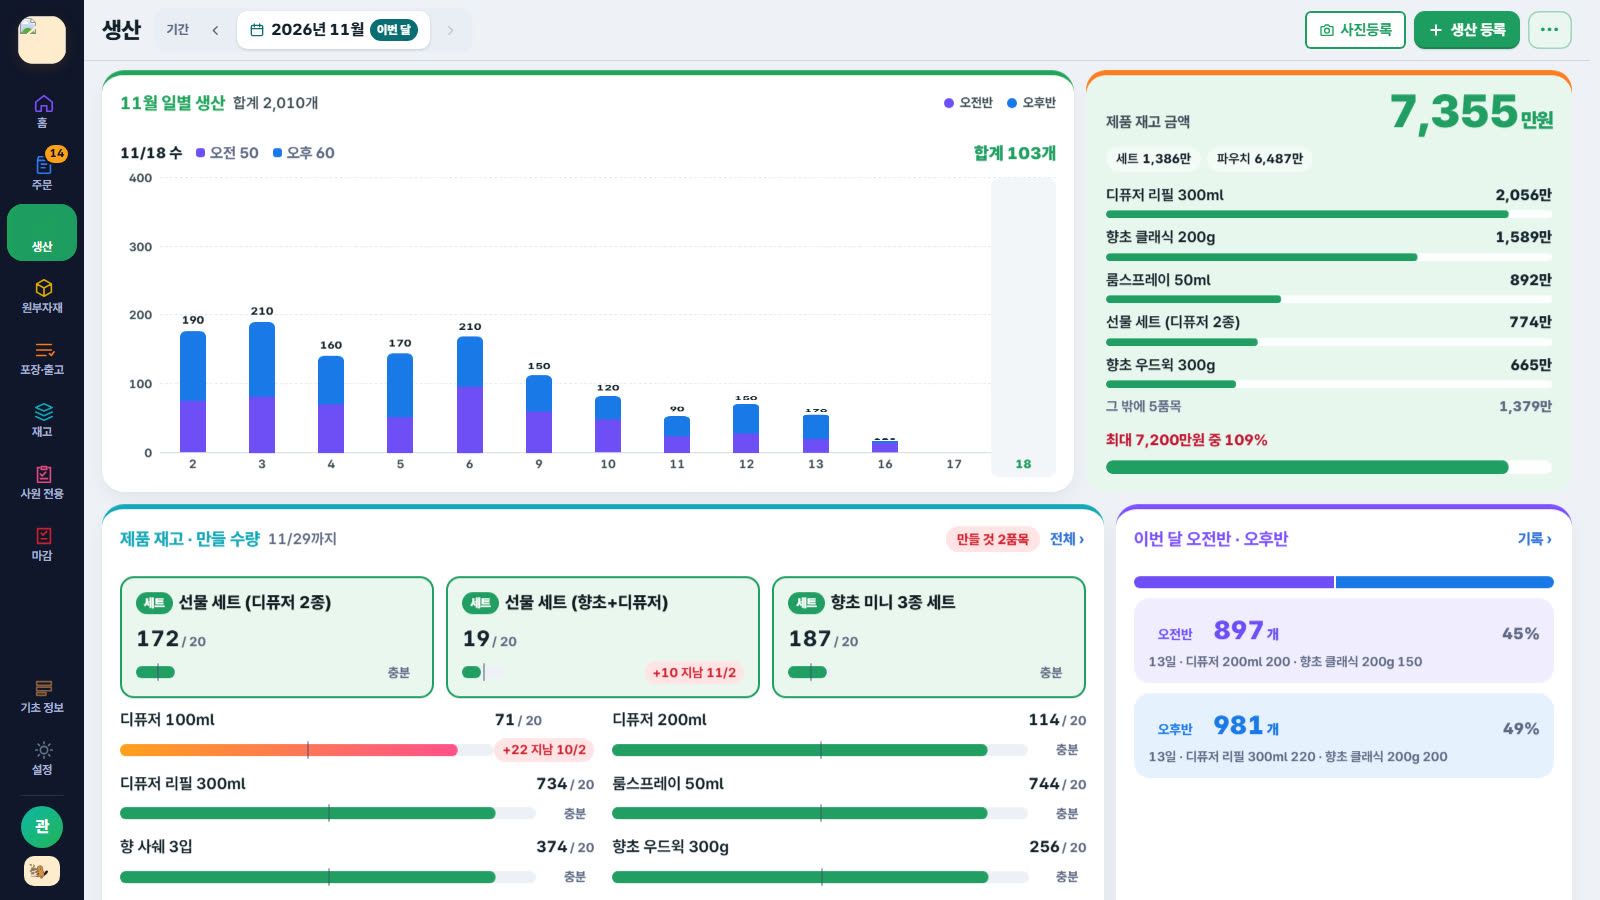 생산
기간
2026년 11월 이번 달
사진등록
+ 생산 등록
홈
14
주문
생산
원부자재
포장·출고
재고
사원 전용
마감
기초 정보
설정
관
11월 일별 생산 합계 2,010개
오전반 오후반
11/18 수 오전 50 오후 60
합계 103개
400
300
200
100
0
190
210
160
170
210
150
120
90
150
170
2 3 4 5 6 9 10 11 12 13 16 17 18
제품 재고 금액
7,355만원
세트 1,386만 파우치 6,487만
디퓨저 리필 300ml 2,056만
향초 클래식 200g 1,589만
룸스프레이 50ml 892만
선물 세트 (디퓨저 2종) 774만
향초 우드윅 300g 665만
그 밖에 5품목 1,379만
최대 7,200만원 중 109%
제품 재고 · 만들 수량 11/29까지
만들 것 2품목 전체 ›
세트 선물 세트 (디퓨저 2종)
172 / 20
충분
세트 선물 세트 (향초+디퓨저)
19 / 20
+10 지남 11/2
세트 향초 미니 3종 세트
187 / 20
충분
디퓨저 100ml 71 / 20
+22 지남 10/2
디퓨저 200ml 114 / 20
충분
디퓨저 리필 300ml 734 / 20
충분
룸스프레이 50ml 744 / 20
충분
향 사쉐 3입 374 / 20
충분
향초 우드윅 300g 256 / 20
충분
이번 달 오전반 · 오후반
기록 ›
오전반 897개 45%
13일 · 디퓨저 200ml 200 · 향초 클래식 200g 150
오후반 981개 49%
13일 · 디퓨저 리필 300ml 220 · 향초 클래식 200g 200